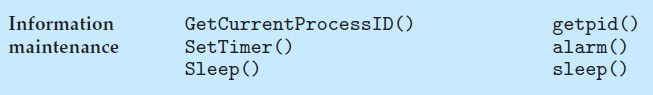 Information GetCurrentProcessID() getpid()
maintenance SetTimer() alarm()
Sleep() sleep()